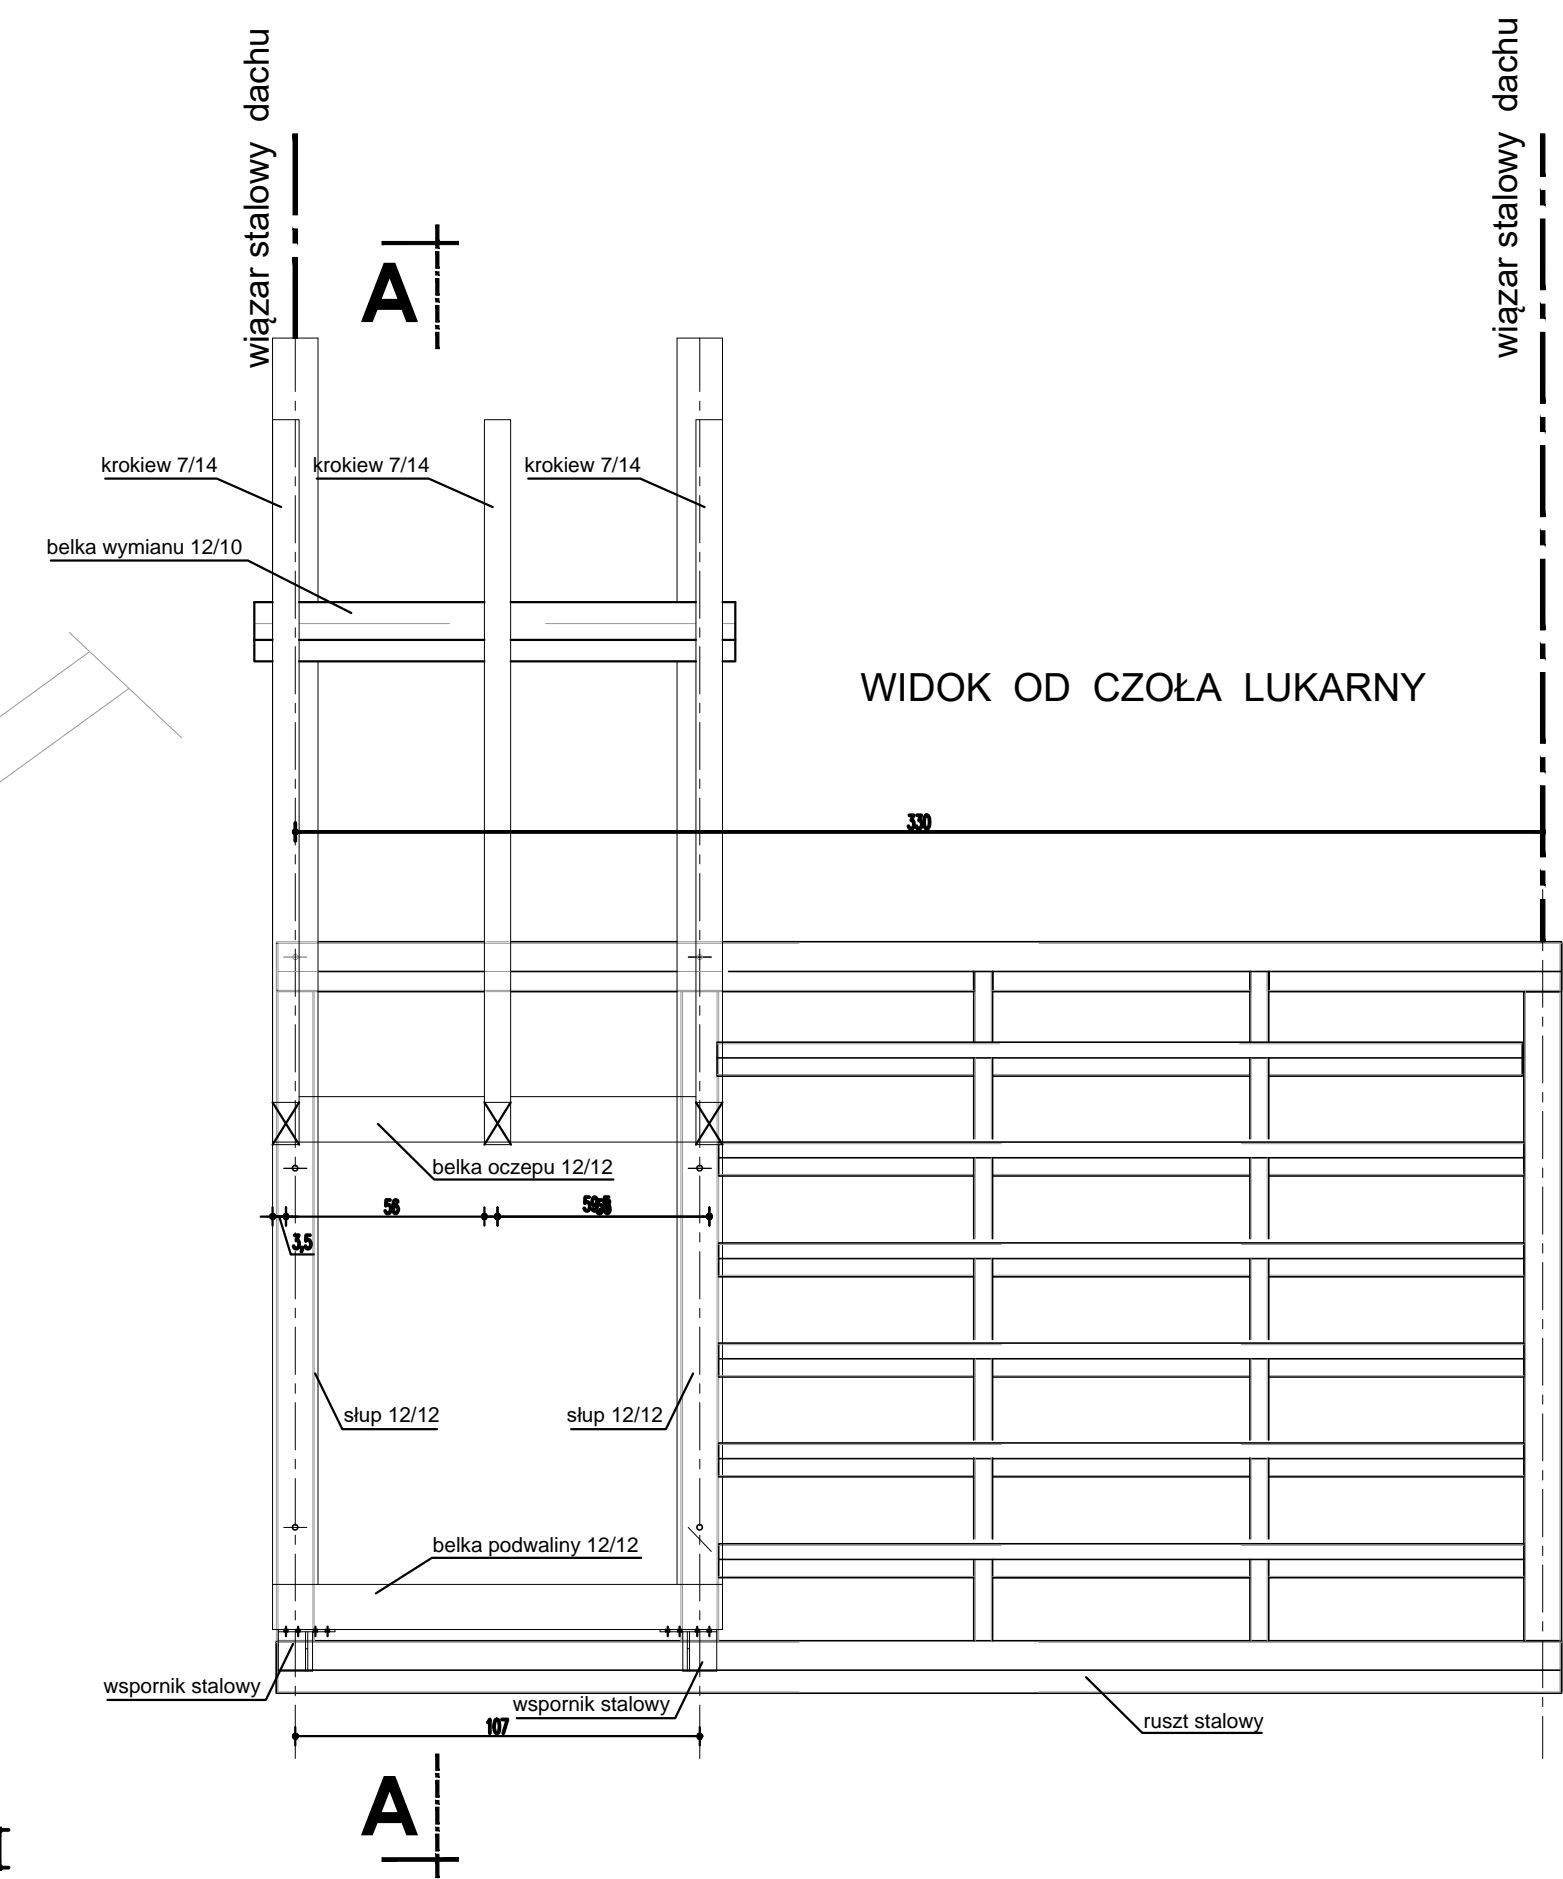 wiązar stalowy dachu
wiązar stalowy dachu
A
krokiew 7/14
krokiew 7/14
krokiew 7/14
belka wymianu 12/10
WIDOK OD CZOŁA LUKARNY
330
belka oczepu 12/12
56
3,5
słup 12/12
słup 12/12
belka podwaliny 12/12
wspornik stalowy
wspornik stalowy
107
ruszt stalowy
A